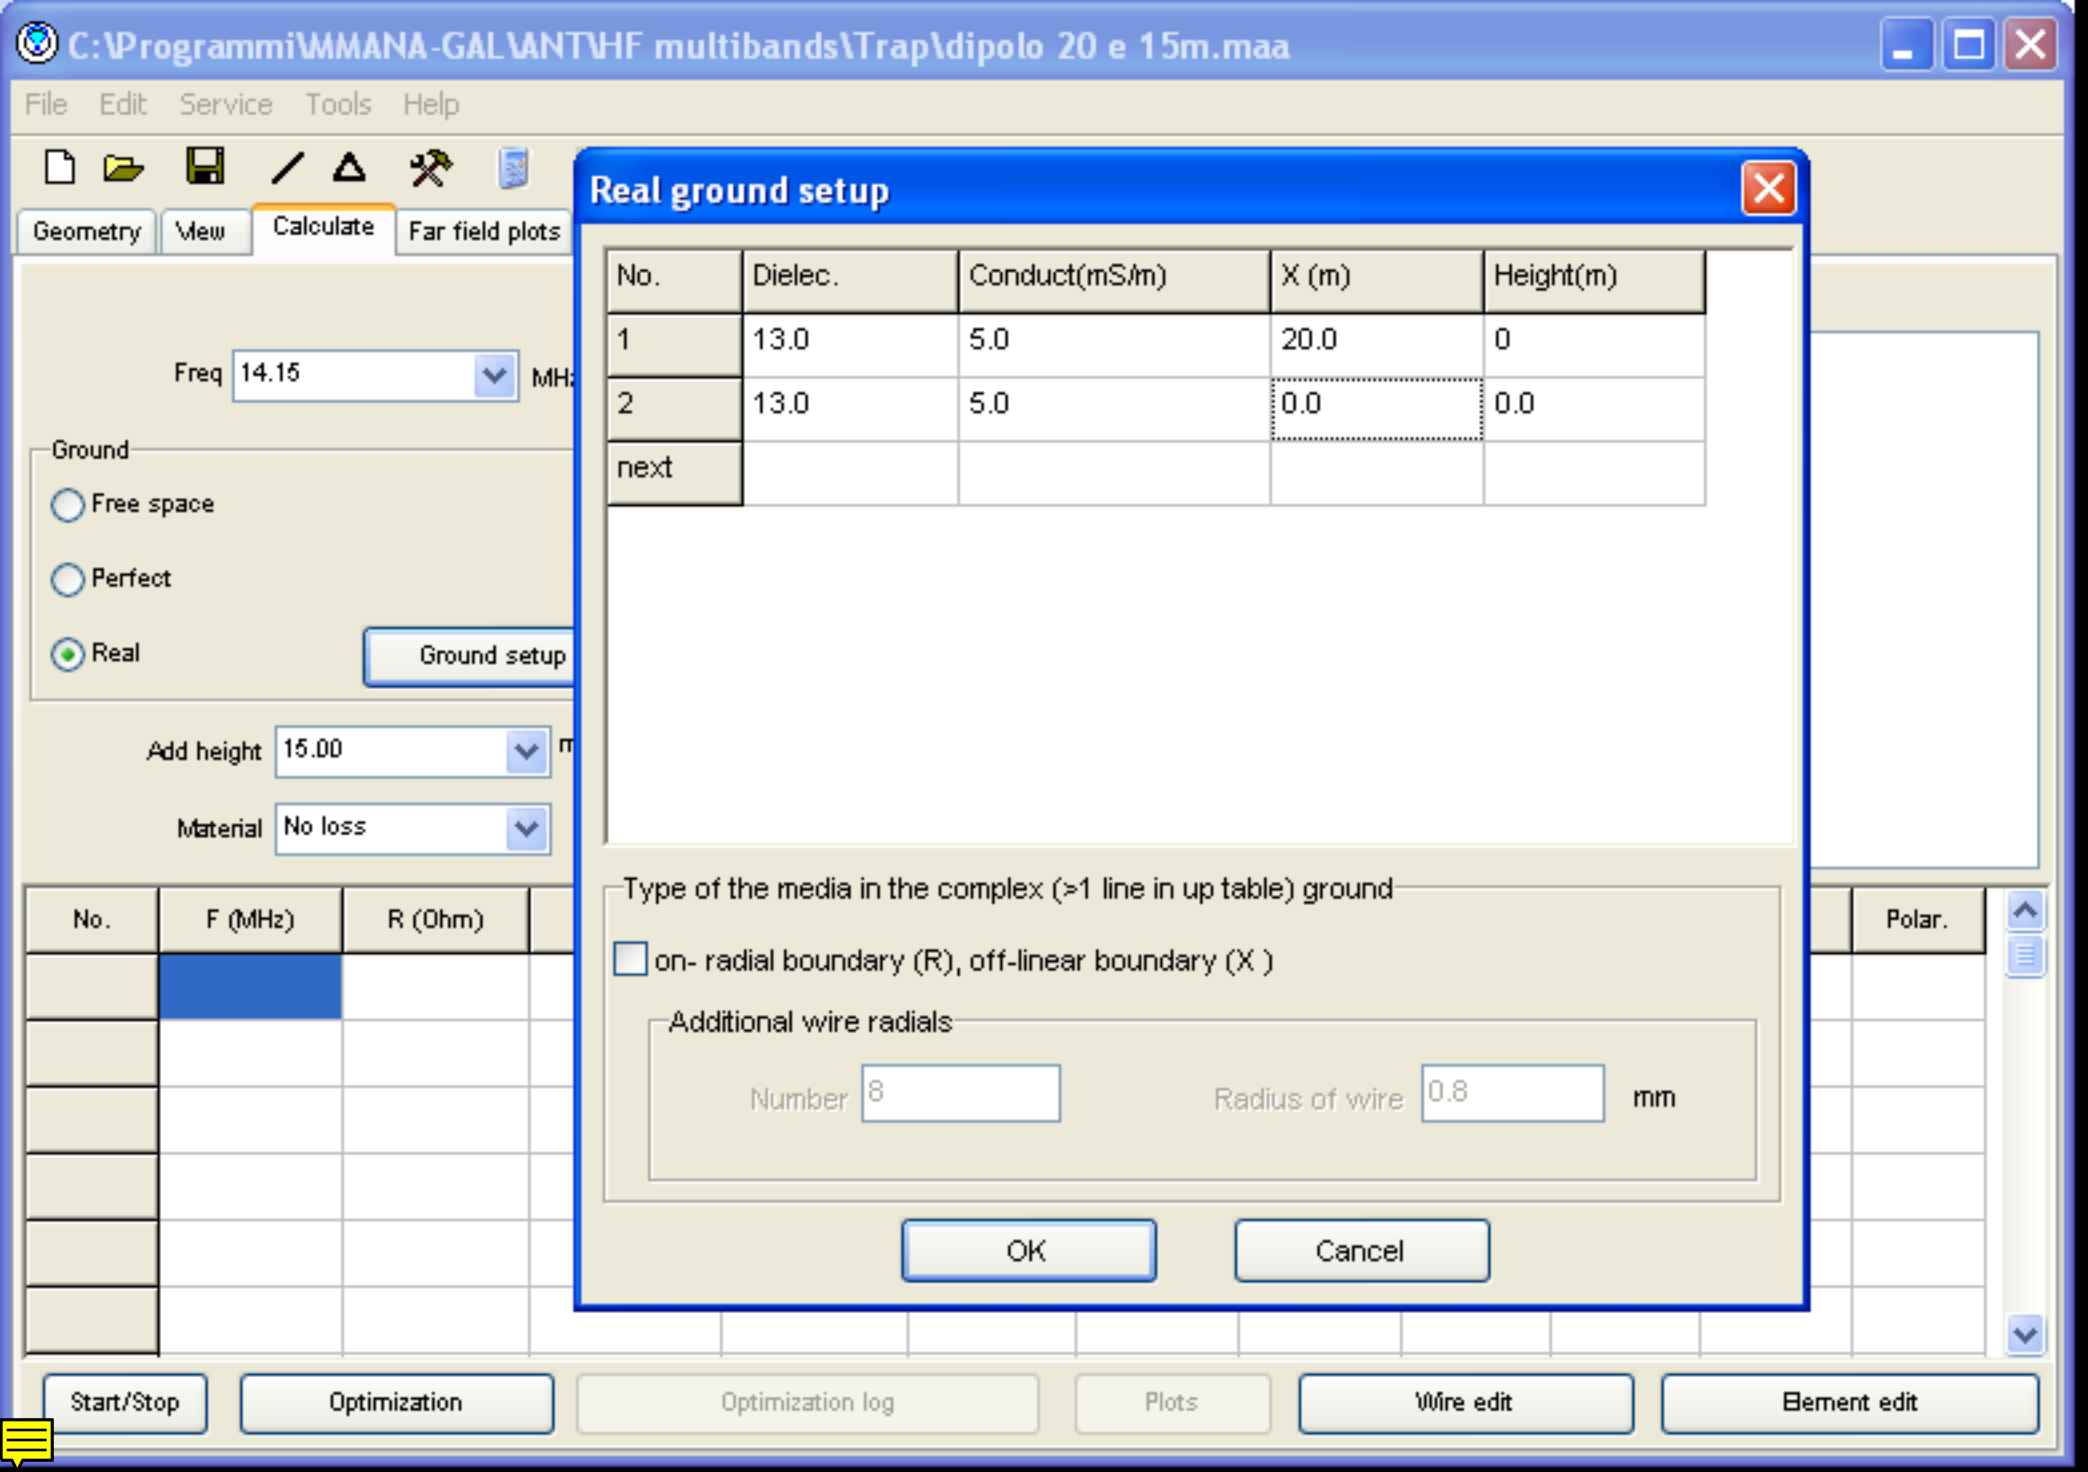 C:\Programmi\MMANA-GAL\ANT\HF multibands\Trap\dipolo 20 e 15m.maa
File Edit Service Tools Help
Geometry View Calculate Far field plots
Freq 14.15 MHz
Ground
Free space
Perfect
Real Ground setup
Add height 15.00 m
Material No loss
No. F (MHz) R (Ohm) Polar.
Real ground setup
No. Dielec. Conduct(mS/m) X (m) Height(m)
1 13.0 5.0 20.0 0
2 13.0 5.0 0.0 0.0
next
Type of the media in the complex (>1 line in up table) ground
on- radial boundary (R), off-linear boundary (X )
Additional wire radials
Number 8 Radius of wire 0.8 mm
OK Cancel
Start/Stop Optimization Optimization log Plots Wire edit Element edit